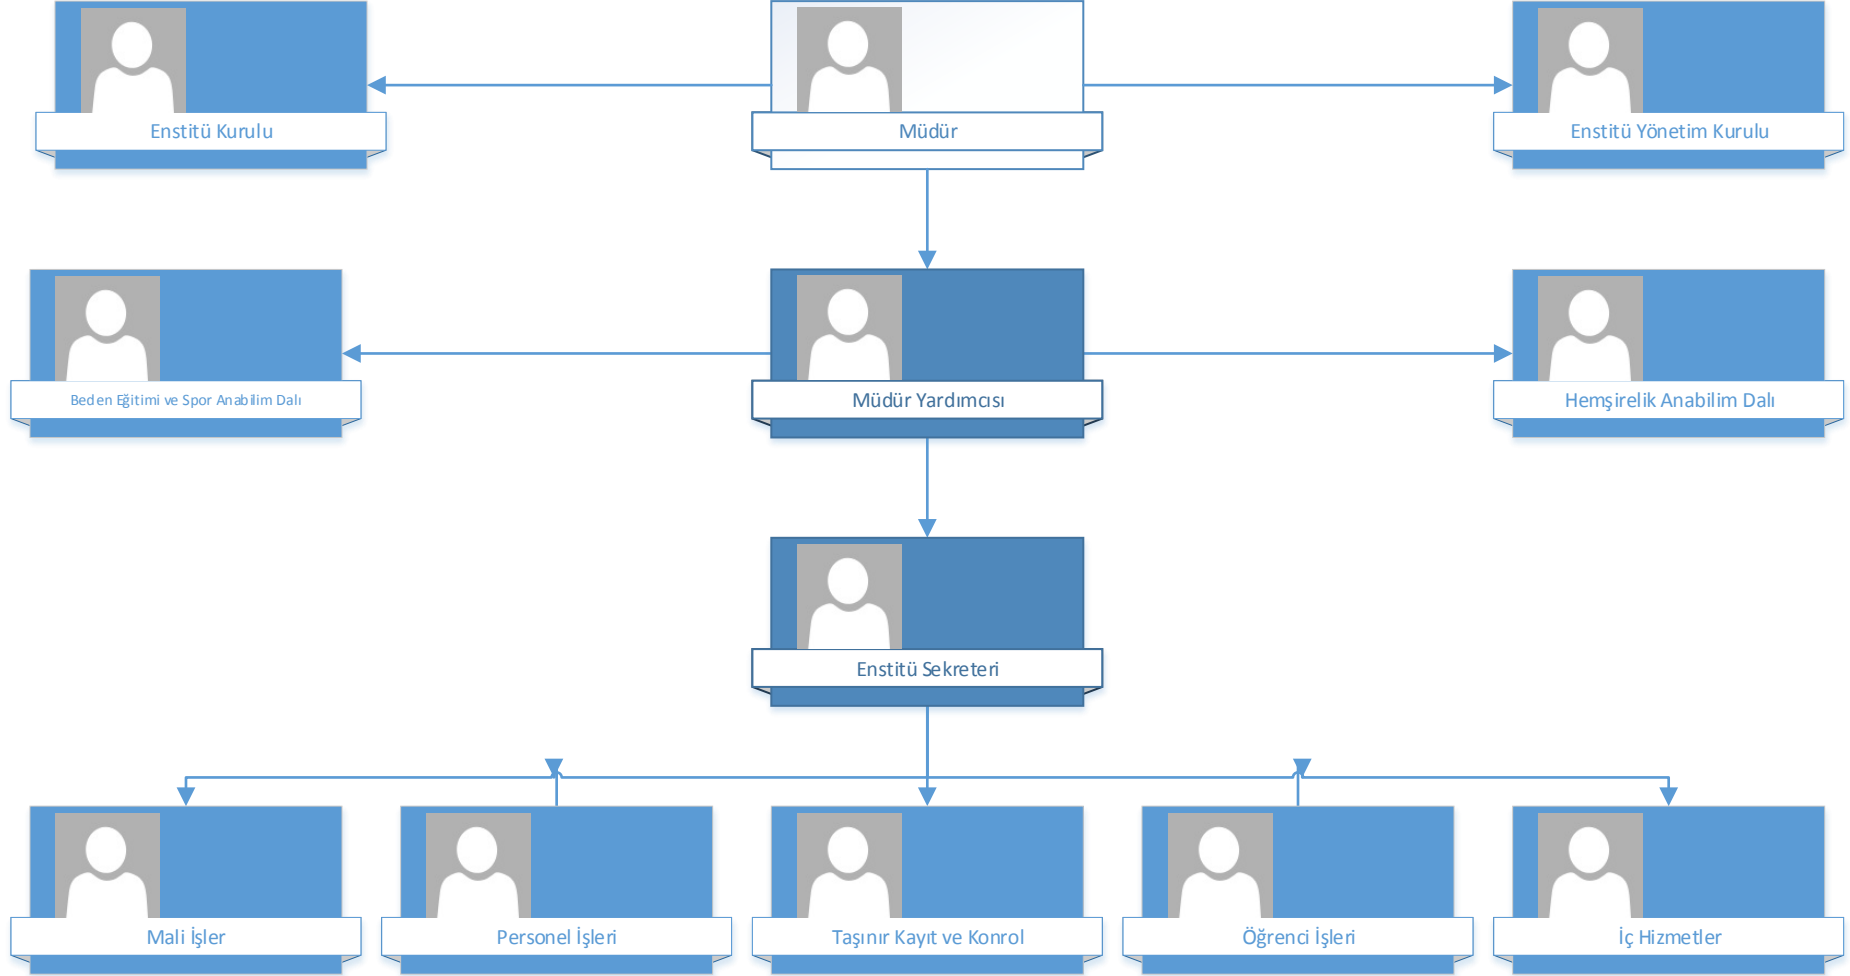 Enstitü Kurulu
Müdür
Enstitü Yönetim Kurulu
Beden Eğitimi ve Spor Anabilim Dalı
Müdür Yardımcısı
Hemşirelik Anabilim Dalı
Enstitü Sekreteri
Mali İşler
Personel İşleri
Taşınır Kayıt ve Konrol
Öğrenci İşleri
İç Hizmetler